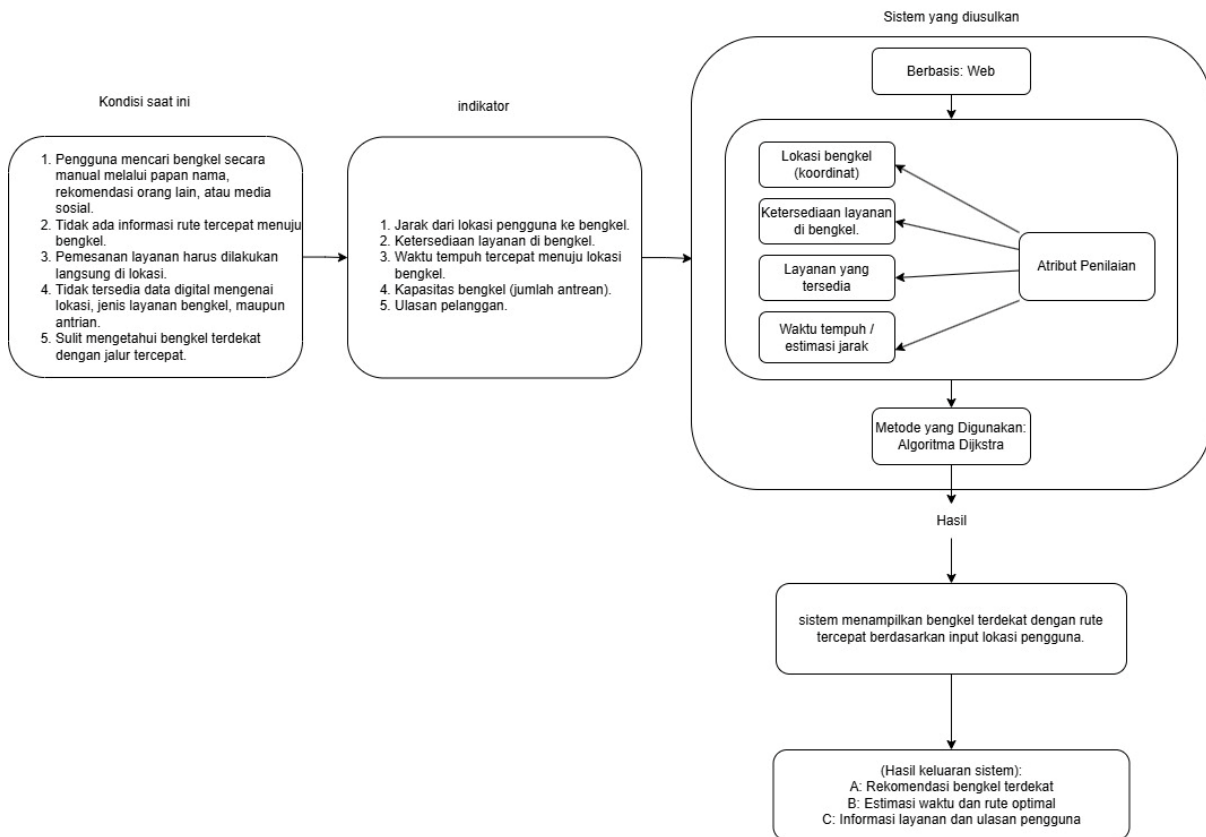 Kondisi saat ini
1. Pengguna mencari bengkel secara
manual melalui papan nama,
rekomendasi orang lain, atau media
sosial.
2. Tidak ada informasi rute tercepat menuju
bengkel.
3. Pemesanan layanan harus dilakukan
langsung di lokasi.
4. Tidak tersedia data digital mengenai
lokasi, jenis layanan bengkel, maupun
antrian.
5. Sulit mengetahui bengkel terdekat
dengan jalur tercepat.
indikator
1. Jarak dari lokasi pengguna ke bengkel.
2. Ketersediaan layanan di bengkel.
3. Waktu tempuh tercepat menuju lokasi
bengkel.
4. Kapasitas bengkel (jumlah antrean).
5. Ulasan pelanggan.
Sistem yang diusulkan
Berbasis: Web
Lokasi bengkel
(koordinat)
Ketersediaan layanan
di bengkel.
Layanan yang
tersedia
Waktu tempuh /
estimasi jarak
Atribut Penilaian
Metode yang Digunakan:
Algoritma Dijkstra
Hasil
sistem menampilkan bengkel terdekat dengan rute
tercepat berdasarkan input lokasi pengguna.
(Hasil keluaran sistem):
A: Rekomendasi bengkel terdekat
B: Estimasi waktu dan rute optimal
C: Informasi layanan dan ulasan pengguna